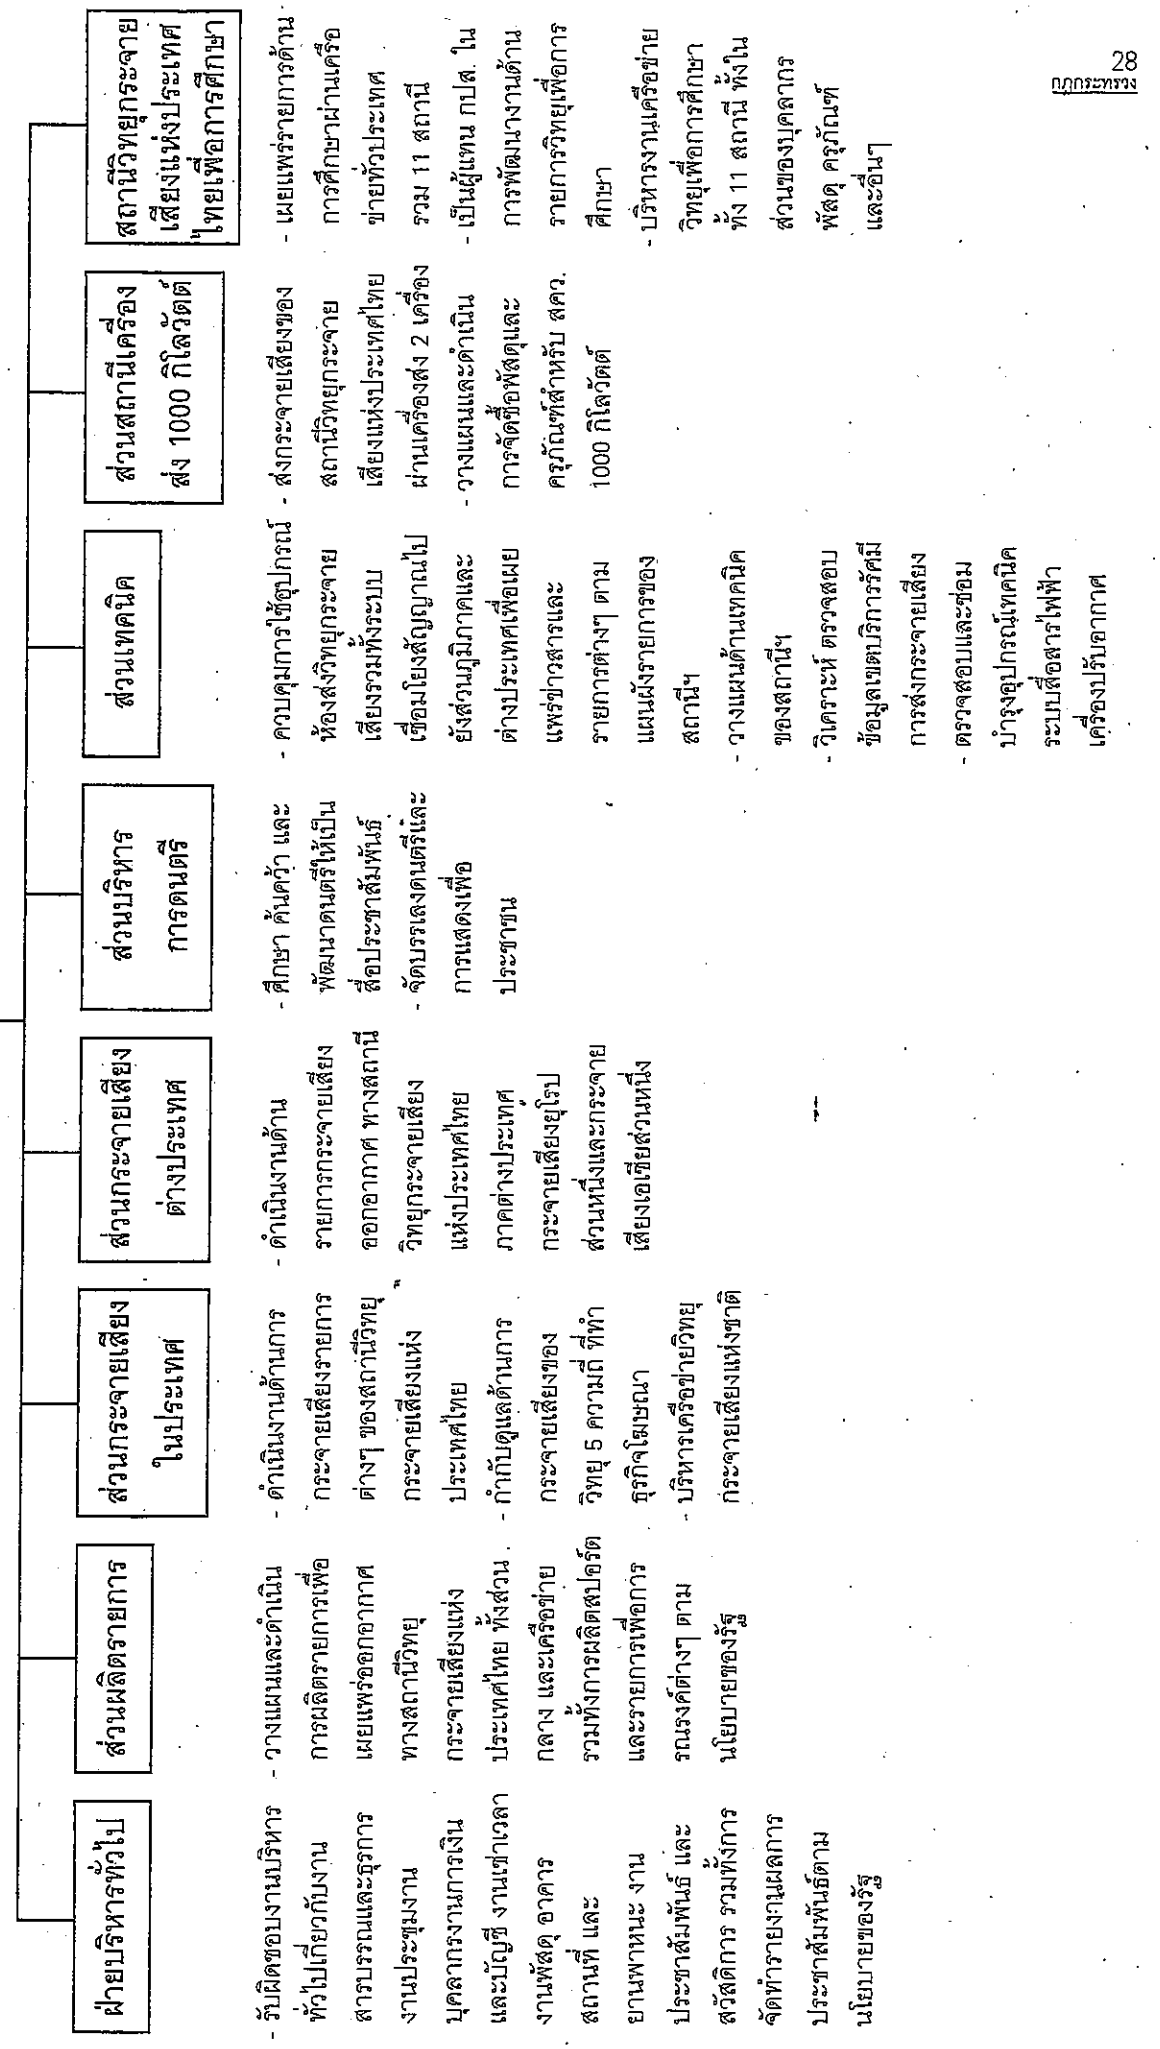 28
กฎกระทรวง
ฝ่ายบริหารทั่วไป
- รับผิดชอบงานบริหาร
ทั่วไปเกี่ยวกับงาน
สารบรรณและธุรการ
งานประชุมงาน
บุคลากรงานการเงิน
และบัญชี งานเช่าเวลา
งานพัสดุ อาคาร
สถานที่ และ
ยานพาหนะ งาน
ประชาสัมพันธ์ และ
สวัสดิการ รวมทั้งการ
จัดทำรายงานผลการ
ประชาสัมพันธ์ตาม
นโยบายของรัฐ
ส่วนผลิตรายการ
- วางแผนและดำเนิน
การผลิตรายการเพื่อ
เผยแพร่ออกอากาศ
ทางสถานีวิทยุ
กระจายเสียงแห่ง
ประเทศไทย ทั้งส่วน
กลาง และเครือข่าย
รวมทั้งการผลิตสปอร์ต
และรายการเพื่อการ
รณรงค์ต่างๆ ตาม
นโยบายของรัฐ
ส่วนกระจายเสียง
ในประเทศ
- ดำเนินงานด้านการ
กระจายเสียงรายการ
ต่างๆ ของสถานีวิทยุ
กระจายเสียงแห่ง
ประเทศไทย
- กำกับดูแลด้านการ
กระจายเสียงของ
วิทยุ 5 ความถี่ ที่ทำ
ธุรกิจโฆษณา
- บริหารเครือข่ายวิทยุ
กระจายเสียงแห่งชาติ
ส่วนกระจายเสียง
ต่างประเทศ
- ดำเนินงานด้าน
รายการกระจายเสียง
ออกอากาศ ทางสถานี
วิทยุกระจายเสียง
แห่งประเทศไทย
ภาคต่างประเทศ
กระจายเสียงยุโรป
ส่วนหนึ่งและกระจาย
เสียงเอเชียส่วนหนึ่ง
ส่วนบริหาร
การดนตรี
- ศึกษา ค้นคว้า และ
พัฒนาดนตรีให้เป็น
สื่อประชาสัมพันธ์
- จัดบรรเลงดนตรีและ
การแสดงเพื่อ
ประชาชน
ส่วนเทคนิค
- ควบคุมการใช้อุปกรณ์
ห้องส่งวิทยุกระจาย
เสียงรวมทั้งระบบ
เชื่อมโยงสัญญาณไป
ยังส่วนภูมิภาคและ
ต่างประเทศเพื่อเผย
แพร่ข่าวสารและ
รายการต่างๆ ตาม
แผนผังรายการของ
สถานีฯ
- วางแผนด้านเทคนิค
ของสถานีฯ
- วิเคราะห์ ตรวจสอบ
ข้อมูลเขตบริการรัศมี
การส่งกระจายเสียง
- ตรวจสอบและซ่อม
บำรุงอุปกรณ์เทคนิค
ระบบสื่อสารไฟฟ้า
เครื่องปรับอากาศ
ส่วนสถานีเครื่อง
ส่ง 1000 กิโลวัตต์
- ส่งกระจายเสียงของ
สถานีวิทยุกระจาย
เสียงแห่งประเทศไทย
ผ่านเครื่องส่ง 2 เครื่อง
- วางแผนและดำเนิน
การจัดซื้อพัสดุและ
ครุภัณฑ์สำหรับ สคว.
1000 กิโลวัตต์
สถานีวิทยุกระจาย
เสียงแห่งประเทศ
ไทยเพื่อการศึกษา
- เผยแพร่รายการด้าน
การศึกษาผ่านเครือ
ข่ายทั่วประเทศ
รวม 11 สถานี
- เป็นผู้แทน กปส. ใน
การพัฒนางานด้าน
รายการวิทยุเพื่อการ
ศึกษา
- บริหารงานเครือข่าย
วิทยุเพื่อการศึกษา
ทั้ง 11 สถานี ทั้งใน
ส่วนของบุคลากร
พัสดุ ครุภัณฑ์
และอื่นๆ